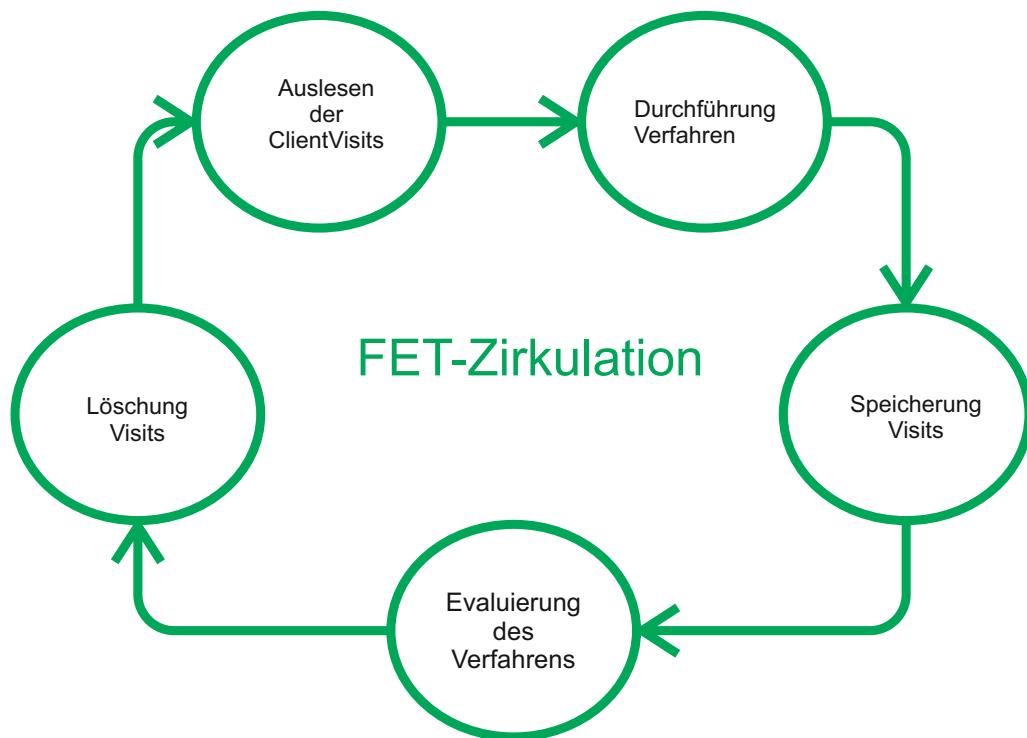 Auslesen
der
ClientVisits
Durchführung
Verfahren
FET-Zirkulation
Löschung
Visits
Speicherung
Visits
Evaluierung
des
Verfahrens